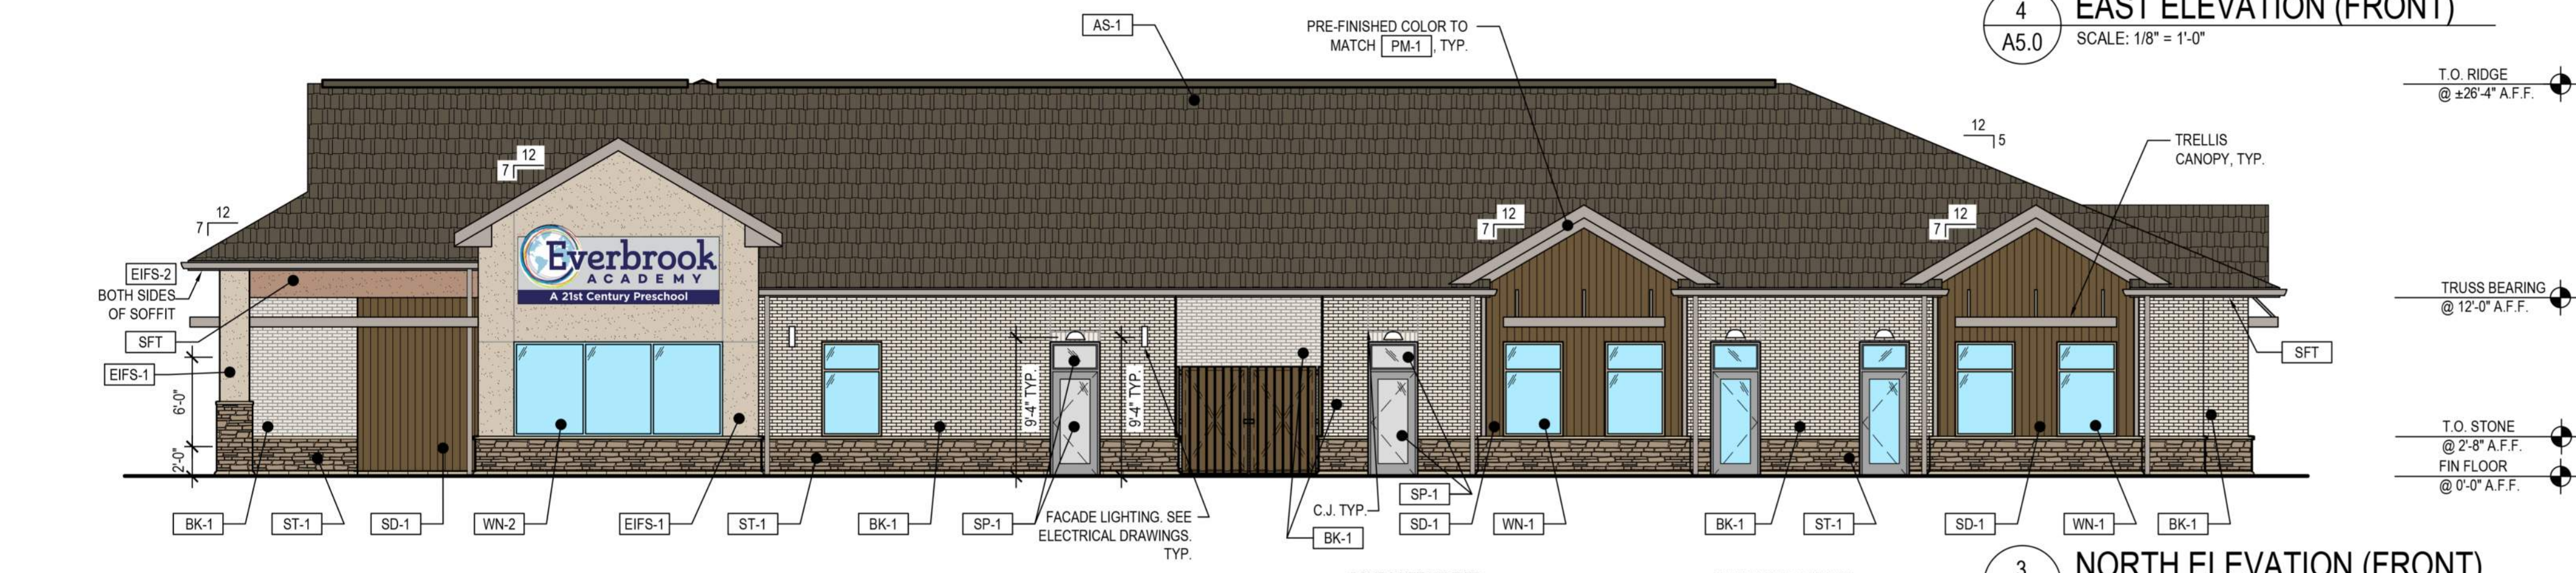 4
EAST ELEVATION (FRONT)
A5.0
SCALE: 1/8" = 1'-0"
AS-1
PRE-FINISHED COLOR TO
MATCH PM-1 , TYP.
T.O. RIDGE
@ ±26'-4" A.F.F.
12
5
TRELLIS
CANOPY, TYP.
12
7
12
7
12
7
12
7
Everbrook
ACADEMY
A 21st Century Preschool
EIFS-2
BOTH SIDES
OF SOFFIT
SFT
EIFS-1
6'-0"
2'-0"
9'-4" TYP.
9'-4" TYP.
TRUSS BEARING
@ 12'-0" A.F.F.
SFT
T.O. STONE
@ 2'-8" A.F.F.
FIN FLOOR
@ 0'-0" A.F.F.
BK-1
ST-1
SD-1
WN-2
EIFS-1
ST-1
BK-1
SP-1
FACADE LIGHTING. SEE
ELECTRICAL DRAWINGS.
TYP.
BK-1
C.J. TYP.
SP-1
SD-1
WN-1
BK-1
ST-1
SD-1
WN-1
BK-1
3
NORTH ELEVATION (FRONT)